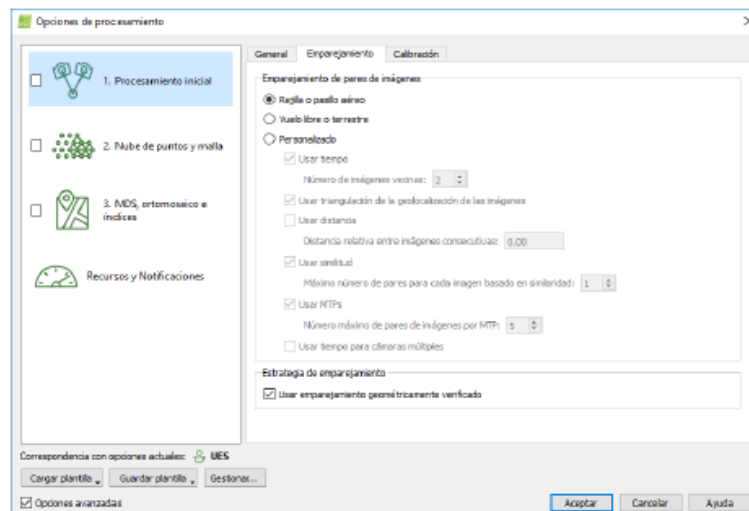 Opciones de procesamiento
1. Procesamiento inicial
2. Nube de puntos y malla
3. MDS, ortomosaico e
índices
Recursos y Notificaciones
General Emparejamiento Calibración
Emparejamiento de pares de imágenes
Rejilla o pasillo aéreo
Vuelo libre o terrestre
Personalizado
Usar tiempo
Número de imágenes vecinas: 2
Usar triangulación de la geolocalización de las imágenes
Usar distancia
Distancia relativa entre imágenes consecutivas: 0.00
Usar similitud
Máximo número de pares para cada imagen basado en similaridad: 1
Usar MTPs
Número máximo de pares de imágenes por MTP: 5
Usar tiempo para cámaras múltiples
Estrategia de emparejamiento
Usar emparejamiento geométricamente verificado
Correspondencia con opciones actuales: UES
Cargar plantilla Guardar plantilla Gestionar...
Opciones avanzadas
Aceptar Cancelar Ayuda